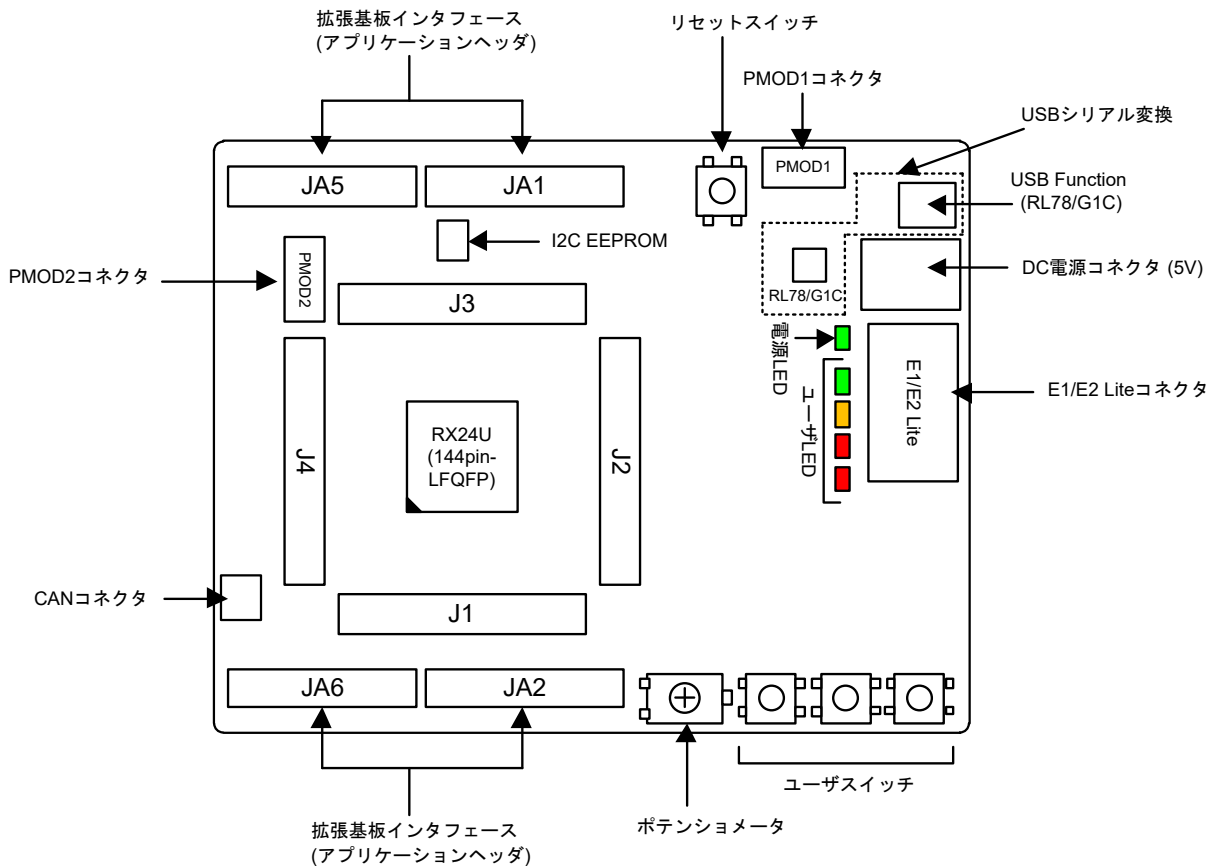 拡張基板インタフェース
(アプリケーションヘッダ)
リセットスイッチ
PMOD1コネクタ
USBシリアル変換
JA5
JA1
PMOD1
USB Function
(RL78/G1C)
I2C EEPROM
PMOD2コネクタ
PMOD2
J3
RL78/G1C
DC電源コネクタ (5V)
電源LED
E1/E2 Lite
E1/E2 Liteコネクタ
ユーザLED
RX24U
(144pin-
LFQFP)
J4
J2
CANコネクタ
J1
JA6
JA2
ユーザスイッチ
ポテンショメータ
拡張基板インタフェース
(アプリケーションヘッダ)